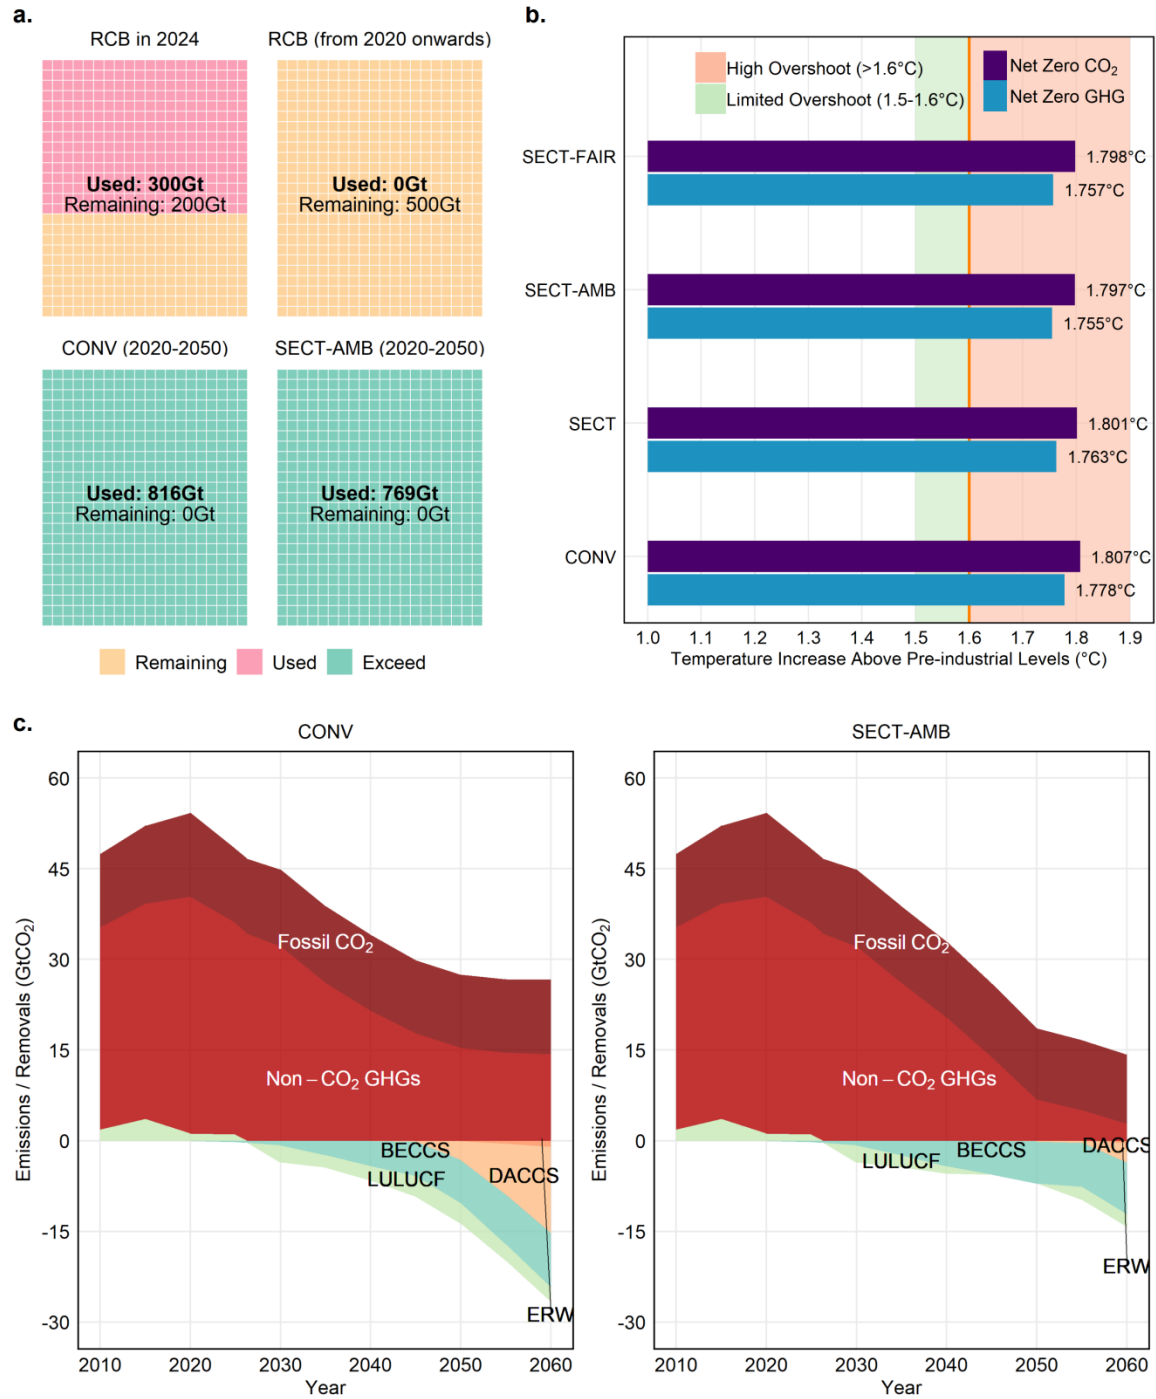 a.
RCB in 2024
RCB (from 2020 onwards)
Used: 300Gt
Remaining: 200Gt
Used: 0Gt
Remaining: 500Gt
CONV (2020-2050)
SECT-AMB (2020-2050)
Used: 816Gt
Remaining: 0Gt
Used: 769Gt
Remaining: 0Gt
Remaining
Used
Exceed
b.
High Overshoot (>1.6°C)
Limited Overshoot (1.5-1.6°C)
Net Zero CO₂
Net Zero GHG
SECT-FAIR
1.798°C
1.757°C
SECT-AMB
1.797°C
1.755°C
SECT
1.801°C
1.763°C
CONV
1.807°C
1.778°C
1.0 1.1 1.2 1.3 1.4 1.5 1.6 1.7 1.8 1.9
Temperature Increase Above Pre-industrial Levels (°C)
c.
CONV
Emissions / Removals (GtCO₂)
60
45
30
15
0
-15
-30
Fossil CO₂
Non – CO₂ GHGs
BECCS
LULUCF
DACCS
ERW
2010 2020 2030 2040 2050 2060
Year
SECT-AMB
Emissions / Removals (GtCO₂)
60
45
30
15
0
-15
-30
Fossil CO₂
Non – CO₂ GHGs
DACCS
BECCS
LULUCF
ERW
2010 2020 2030 2040 2050 2060
Year